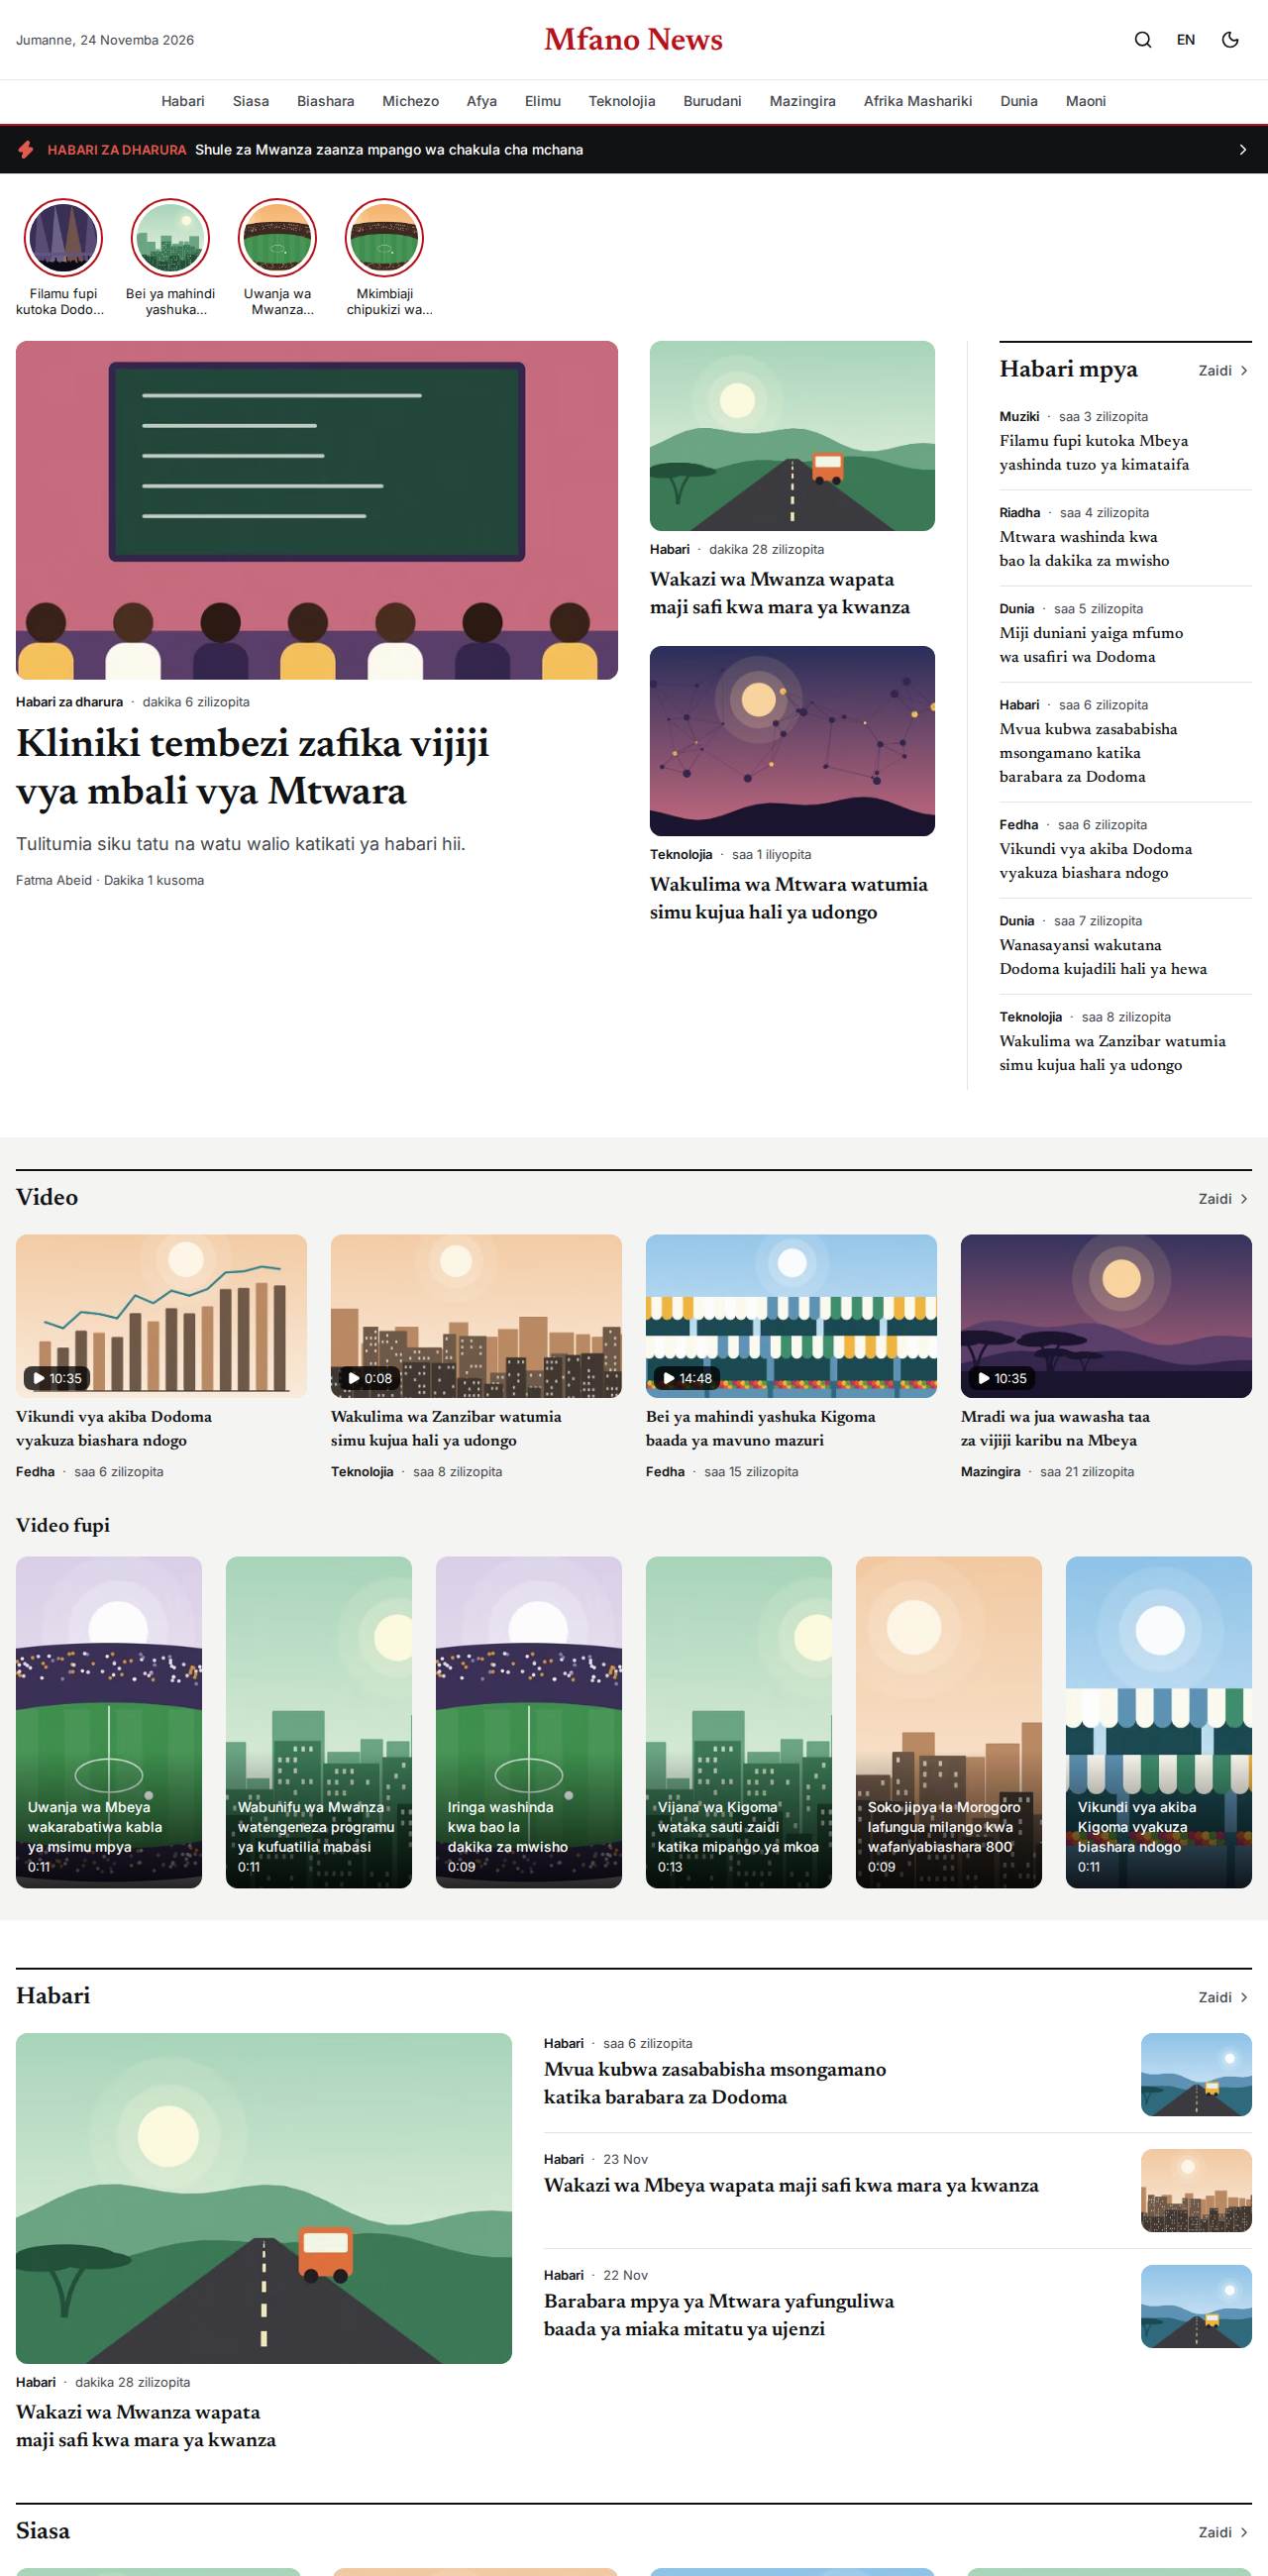 Jumanne, 24 Novemba 2026
Mfano News
EN
Habari Siasa Biashara Michezo Afya Elimu Teknolojia Burudani Mazingira Afrika Mashariki Dunia Maoni
HABARI ZA DHARURA Shule za Mwanza zaanza mpango wa chakula cha mchana
Filamu fupi
kutoka Dodo...
Bei ya mahindi
yashuka...
Uwanja wa
Mwanza...
Mkimbiaji
chipukizi wa...
Habari za dharura · dakika 6 zilizopita
Kliniki tembezi zafika vijiji
vya mbali vya Mtwara
Tulitumia siku tatu na watu walio katikati ya habari hii.
Fatma Abeid · Dakika 1 kusoma
Habari · dakika 28 zilizopita
Wakazi wa Mwanza wapata
maji safi kwa mara ya kwanza
Teknolojia · saa 1 iliyopita
Wakulima wa Mtwara watumia
simu kujua hali ya udongo
Habari mpya
Zaidi
Muziki · saa 3 zilizopita
Filamu fupi kutoka Mbeya
yashinda tuzo ya kimataifa
Riadha · saa 4 zilizopita
Mtwara washinda kwa
bao la dakika za mwisho
Dunia · saa 5 zilizopita
Miji duniani yaiga mfumo
wa usafiri wa Dodoma
Habari · saa 6 zilizopita
Mvua kubwa zasababisha
msongamano katika
barabara za Dodoma
Fedha · saa 6 zilizopita
Vikundi vya akiba Dodoma
vyakuza biashara ndogo
Dunia · saa 7 zilizopita
Wanasayansi wakutana
Dodoma kujadili hali ya hewa
Teknolojia · saa 8 zilizopita
Wakulima wa Zanzibar watumia
simu kujua hali ya udongo
Video
Zaidi
10:35
Vikundi vya akiba Dodoma
vyakuza biashara ndogo
Fedha · saa 6 zilizopita
0:08
Wakulima wa Zanzibar watumia
simu kujua hali ya udongo
Teknolojia · saa 8 zilizopita
14:48
Bei ya mahindi yashuka Kigoma
baada ya mavuno mazuri
Fedha · saa 15 zilizopita
10:35
Mradi wa jua wawasha taa
za vijiji karibu na Mbeya
Mazingira · saa 21 zilizopita
Video fupi
Uwanja wa Mbeya
wakarabatiwa kabla
ya msimu mpya
0:11
Wabunifu wa Mwanza
watengeneza programu
ya kufuatilia mabasi
0:11
Iringa washinda
kwa bao la
dakika za mwisho
0:09
Vijana wa Kigoma
wataka sauti zaidi
katika mipango ya mkoa
0:13
Soko jipya la Morogoro
lafungua milango kwa
wafanyabiashara 800
0:09
Vikundi vya akiba
Kigoma vyakuza
biashara ndogo
0:11
Habari
Zaidi
Habari · dakika 28 zilizopita
Wakazi wa Mwanza wapata
maji safi kwa mara ya kwanza
Habari · saa 6 zilizopita
Mvua kubwa zasababisha msongamano
katika barabara za Dodoma
Habari · 23 Nov
Wakazi wa Mbeya wapata maji safi kwa mara ya kwanza
Habari · 22 Nov
Barabara mpya ya Mtwara yafunguliwa
baada ya miaka mitatu ya ujenzi
Siasa
Zaidi